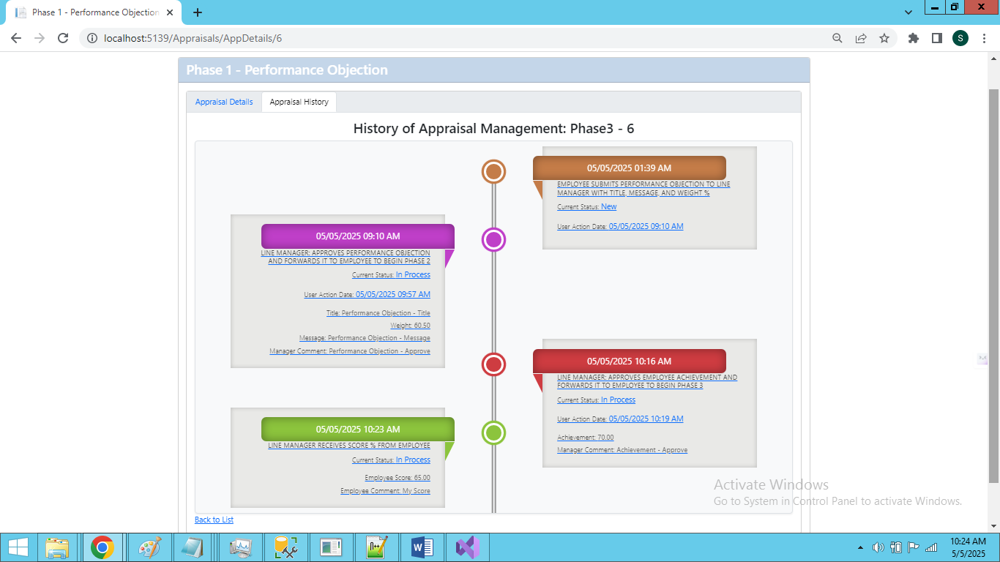 Phase 1 - Performance Objection
localhost:5139/Appraisals/AppDetails/6
S
Phase 1 - Performance Objection
Appraisal Details
Appraisal History
History of Appraisal Management: Phase3 - 6
05/05/2025 01:39 AM
EMPLOYEE SUBMITS PERFORMANCE OBJECTION TO LINE
MANAGER WITH TITLE, MESSAGE, AND WEIGHT %
Current Status: New
User Action Date: 05/05/2025 09:10 AM
05/05/2025 09:10 AM
LINE MANAGER: APPROVES PERFORMANCE OBJECTION
AND FORWARDS IT TO EMPLOYEE TO BEGIN PHASE 2
Current Status: In Process
User Action Date: 05/05/2025 09:57 AM
Title: Performance Objection - Title
Weight: 60.50
Message: Performance Objection - Message
Manager Comment: Performance Objection - Approve
05/05/2025 10:16 AM
LINE MANAGER: APPROVES EMPLOYEE ACHIEVEMENT AND
FORWARDS IT TO EMPLOYEE TO BEGIN PHASE 3
Current Status: In Process
User Action Date: 05/05/2025 10:19 AM
Achievement: 70.00
Manager Comment: Achievement - Approve
05/05/2025 10:23 AM
LINE MANAGER RECEIVES SCORE % FROM EMPLOYEE
Current Status: In Process
Employee Score: 65.00
Employee Comment: My Score
Back to List
Activate Windows
Go to System in Control Panel to activate Windows.
10:24 AM
5/5/2025